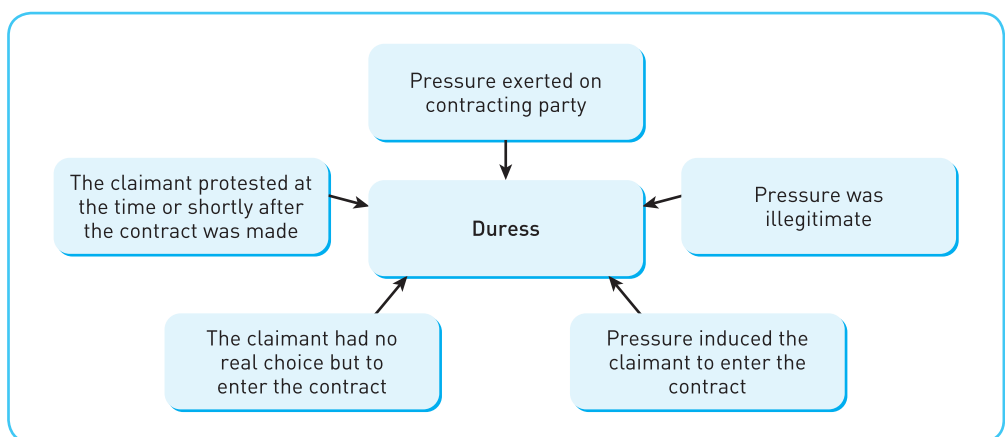 Pressure exerted on
contracting party
The claimant protested at
the time or shortly after
the contract was made
Duress
Pressure was
illegitimate
The claimant had no
real choice but to
enter the contract
Pressure induced the
claimant to enter the
contract